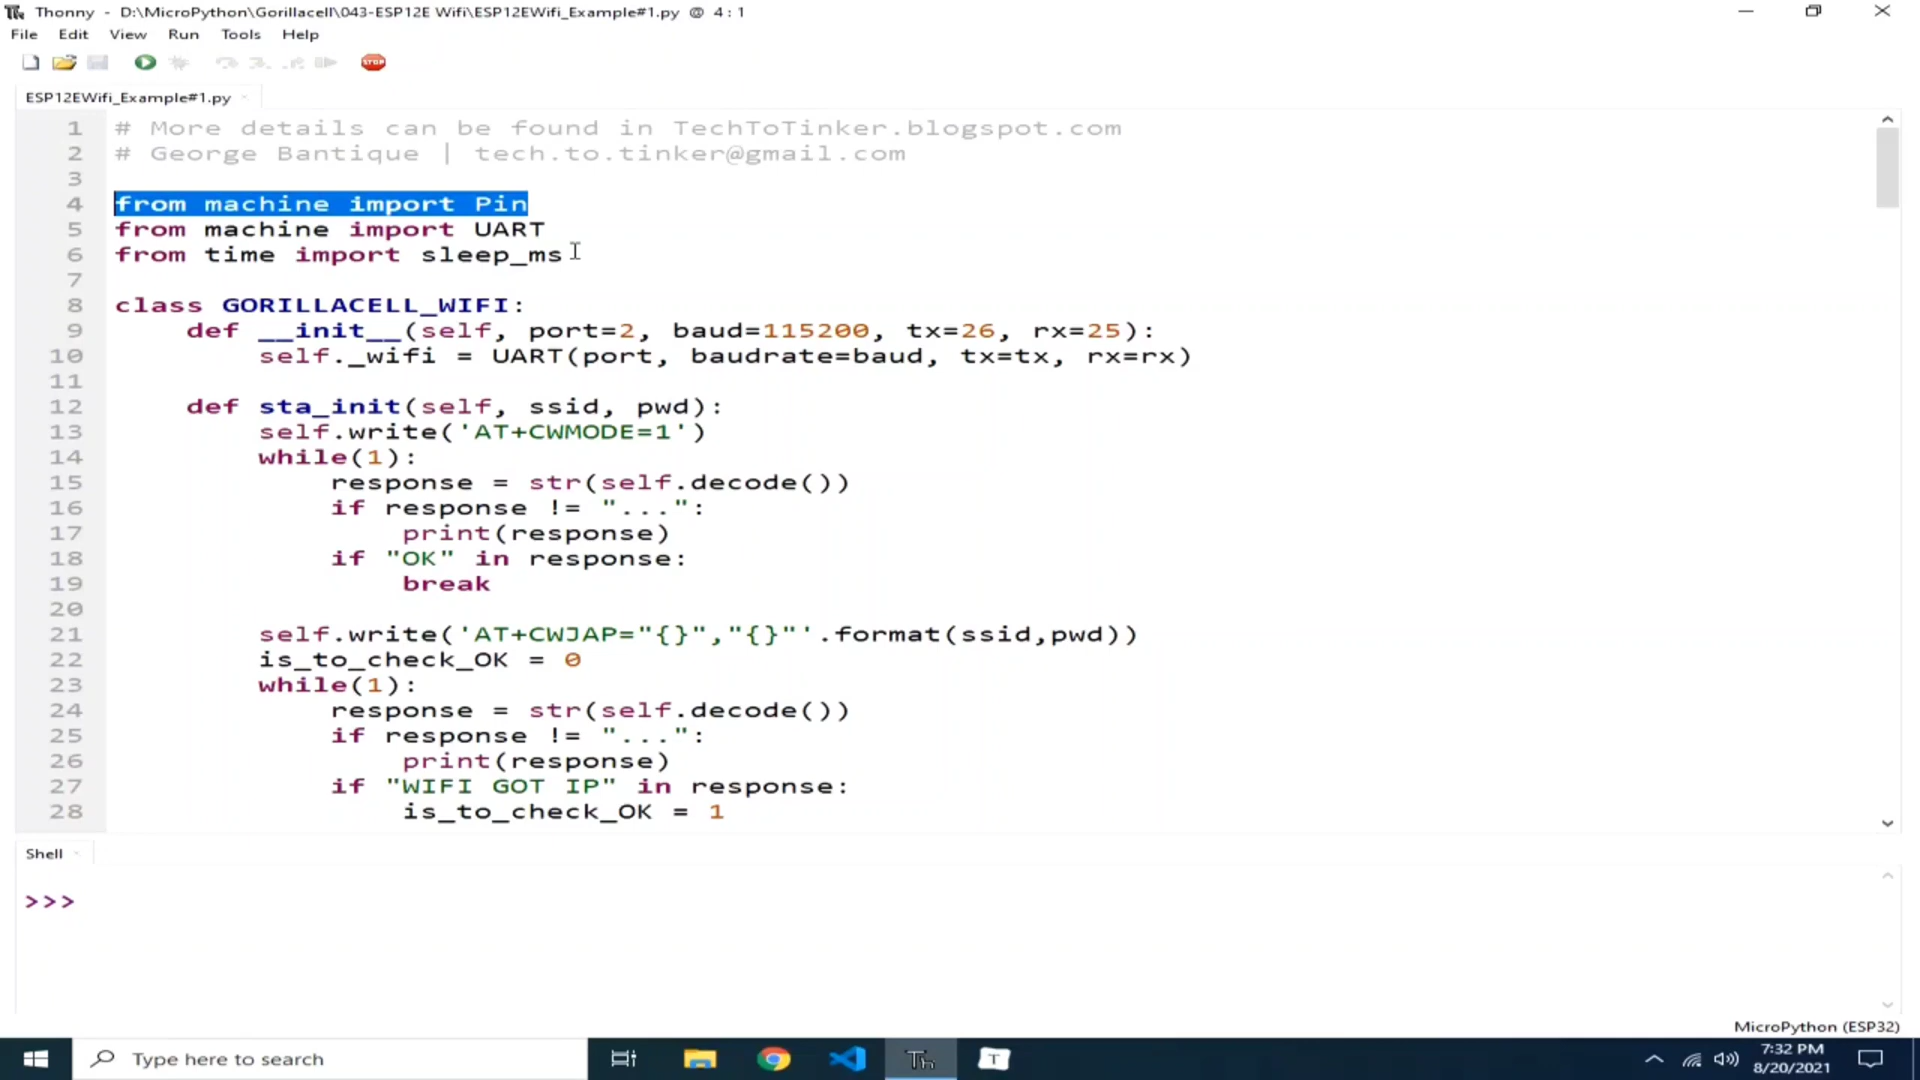 Thonny - D:\MicroPython\Gorillacell\043-ESP12E Wifi\ESP12EWifi_Example#1.py @ 4 : 1
File Edit View Run Tools Help
STOP
ESP12EWifi_Example#1.py
1 # More details can be found in TechToTinker.blogspot.com
2 # George Bantique | tech.to.tinker@gmail.com
3
4 from machine import Pin
5 from machine import UART
6 from time import sleep_ms
7
8 class GORILLACELL_WIFI:
9 def __init__(self, port=2, baud=115200, tx=26, rx=25):
10 self._wifi = UART(port, baudrate=baud, tx=tx, rx=rx)
11
12 def sta_init(self, ssid, pwd):
13 self.write('AT+CWMODE=1')
14 while(1):
15 response = str(self.decode())
16 if response != "...":
17 print(response)
18 if "OK" in response:
19 break
20
21 self.write('AT+CWJAP="{}","{}"'.format(ssid,pwd))
22 is_to_check_OK = 0
23 while(1):
24 response = str(self.decode())
25 if response != "...":
26 print(response)
27 if "WIFI GOT IP" in response:
28 is_to_check_OK = 1
Shell
>>>
MicroPython (ESP32)
Type here to search
Th
T
7:32 PM
8/20/2021